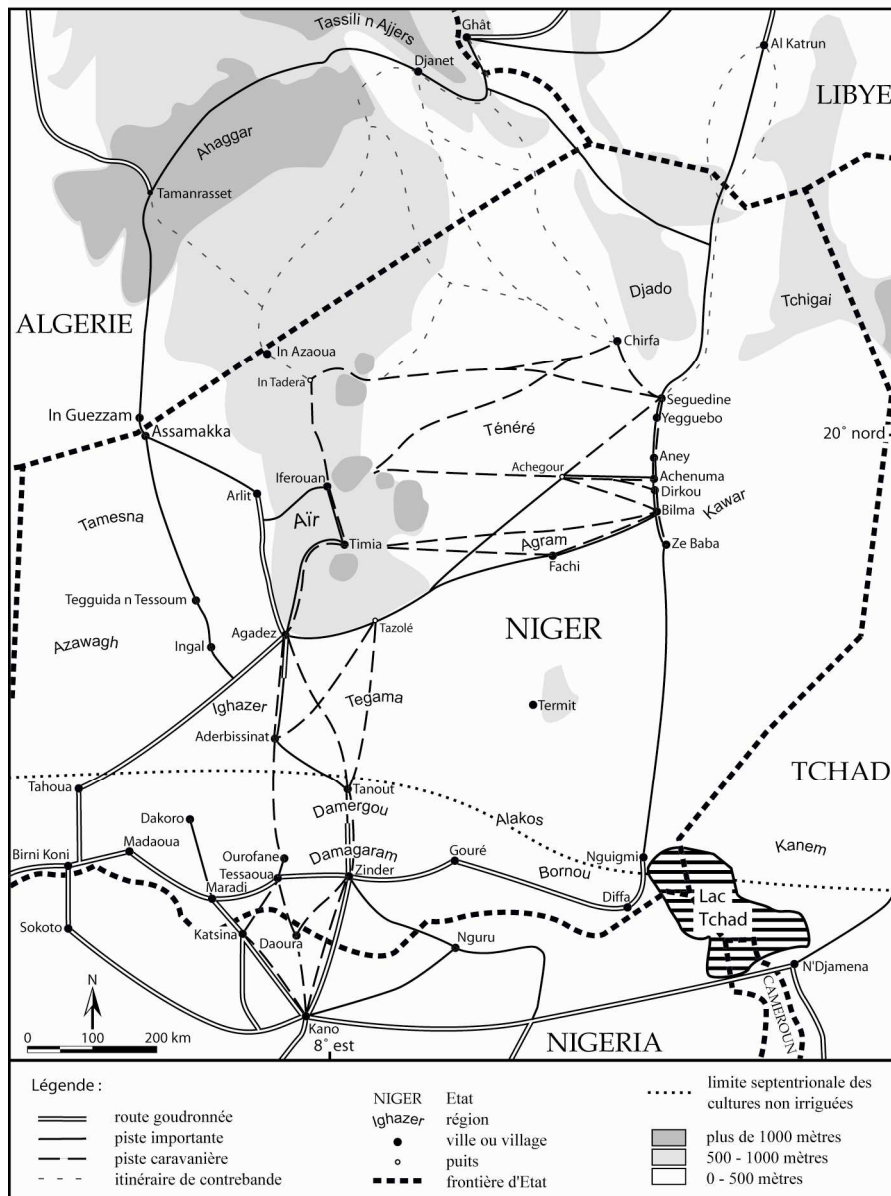 Tassili n Ajjers
Ghât
Al Katrun
Djanet
LIBYE
Ahaggar
Tamanrasset
Djado
Tchigai
ALGERIE
Chirfa
In Azaoua
In Tadera
Seguedine
In Guezzam
Yegguebo
Assamakka
Ténéré
20° nord
Aney
Achegour
Achenuma
Iferouan
Dirkou
Arlit
Kawar
Aïr
Bilma
Tamesna
Timia
Agram
Ze Baba
Fachi
Tegguida n Tessoum
NIGER
Agadez
Tazolé
Azawagh
Ingal
Tegama
Ighazer
Termit
Aderbissinat
TCHAD
Tahoua
Tanout
Damergou
Dakoro
Alakos
Madaoua
Kanem
Birni Koni
Ourofane
Damagaram
Gouré
Nguigmi
Tessaoua
Zinder
Bornou
Maradi
Diffa
Lac
Tchad
Sokoto
Katsina
Daoura
Nguru
N'Djamena
N
CAMEROUN
0 100 200 km
Kano
8° est
NIGERIA
Légende :
route goudronnée
piste importante
piste caravanière
itinéraire de contrebande
NIGER Etat
Ighazer région
ville ou village
puits
frontière d'Etat
limite septentrionale des
cultures non irriguées
plus de 1000 mètres
500 - 1000 mètres
0 - 500 mètres